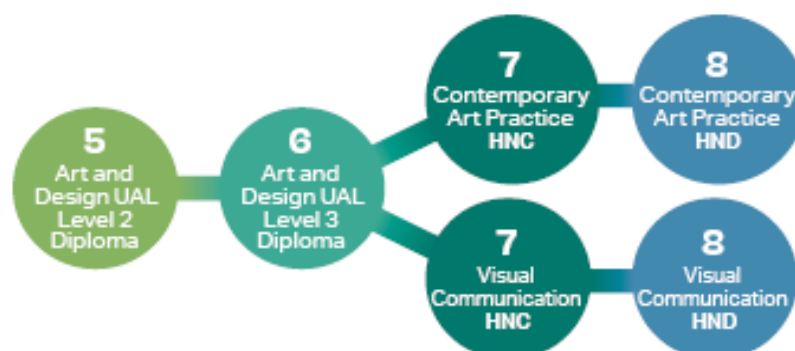 5
Art and
Design UAL
Level 2
Diploma
6
Art and
Design UAL
Level 3
Diploma
7
Contemporary
Art Practice
HNC
8
Contemporary
Art Practice
HND
7
Visual
Communication
HNC
8
Visual
Communication
HND